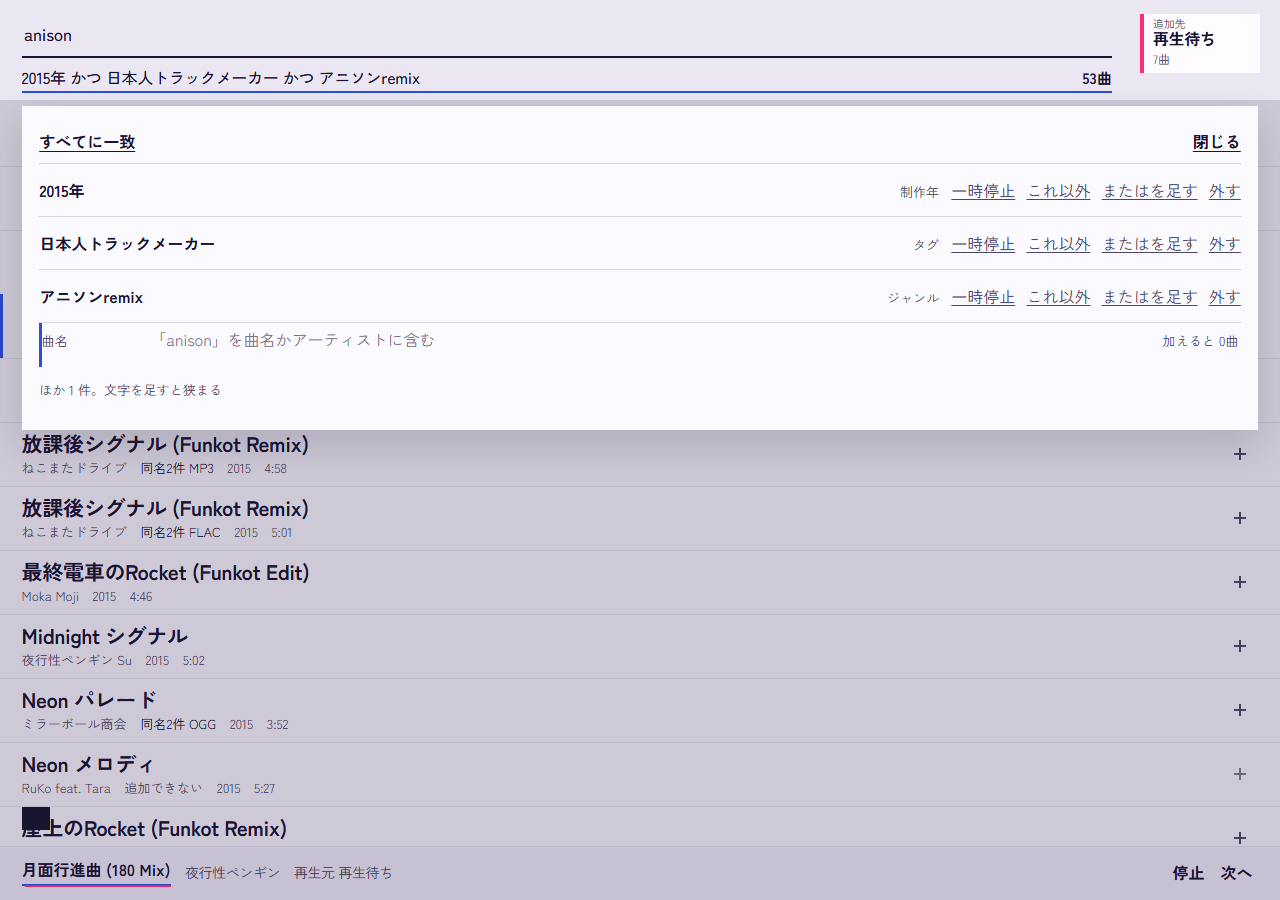 anison
追加先
再生待ち
7曲
2015年 かつ 日本人トラックメーカー かつ アニソンremix 53曲
すべてに一致 閉じる
2015年 制作年 一時停止 これ以外 またはを足す 外す
日本人トラックメーカー タグ 一時停止 これ以外 またはを足す 外す
アニソンremix ジャンル 一時停止 これ以外 またはを足す 外す
曲名 「anison」を曲名かアーティストに含む 加えると 0曲
ほか 1 件。文字を足すと狭まる
放課後シグナル (Funkot Remix)
ねこまたドライブ 同名2件 MP3 2015 4:58
放課後シグナル (Funkot Remix)
ねこまたドライブ 同名2件 FLAC 2015 5:01
最終電車のRocket (Funkot Edit)
Moka Moji 2015 4:46
Midnight シグナル
夜行性ペンギン Su 2015 5:02
Neon パレード
ミラーボール商会 同名2件 OGG 2015 3:52
Neon メロディ
RuKo feat. Tara 追加できない 2015 5:27
屋上のRocket (Funkot Remix)
月面行進曲 (180 Mix) 夜行性ペンギン 再生元 再生待ち 停止 次へ